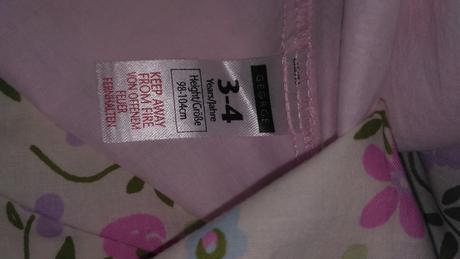 GEORGE
3-4
Years/Jahre
Height/Größe
98-104cm
KEEP AWAY
FROM FIRE
VON OFFENEM
FEUER
FERNHALTEN